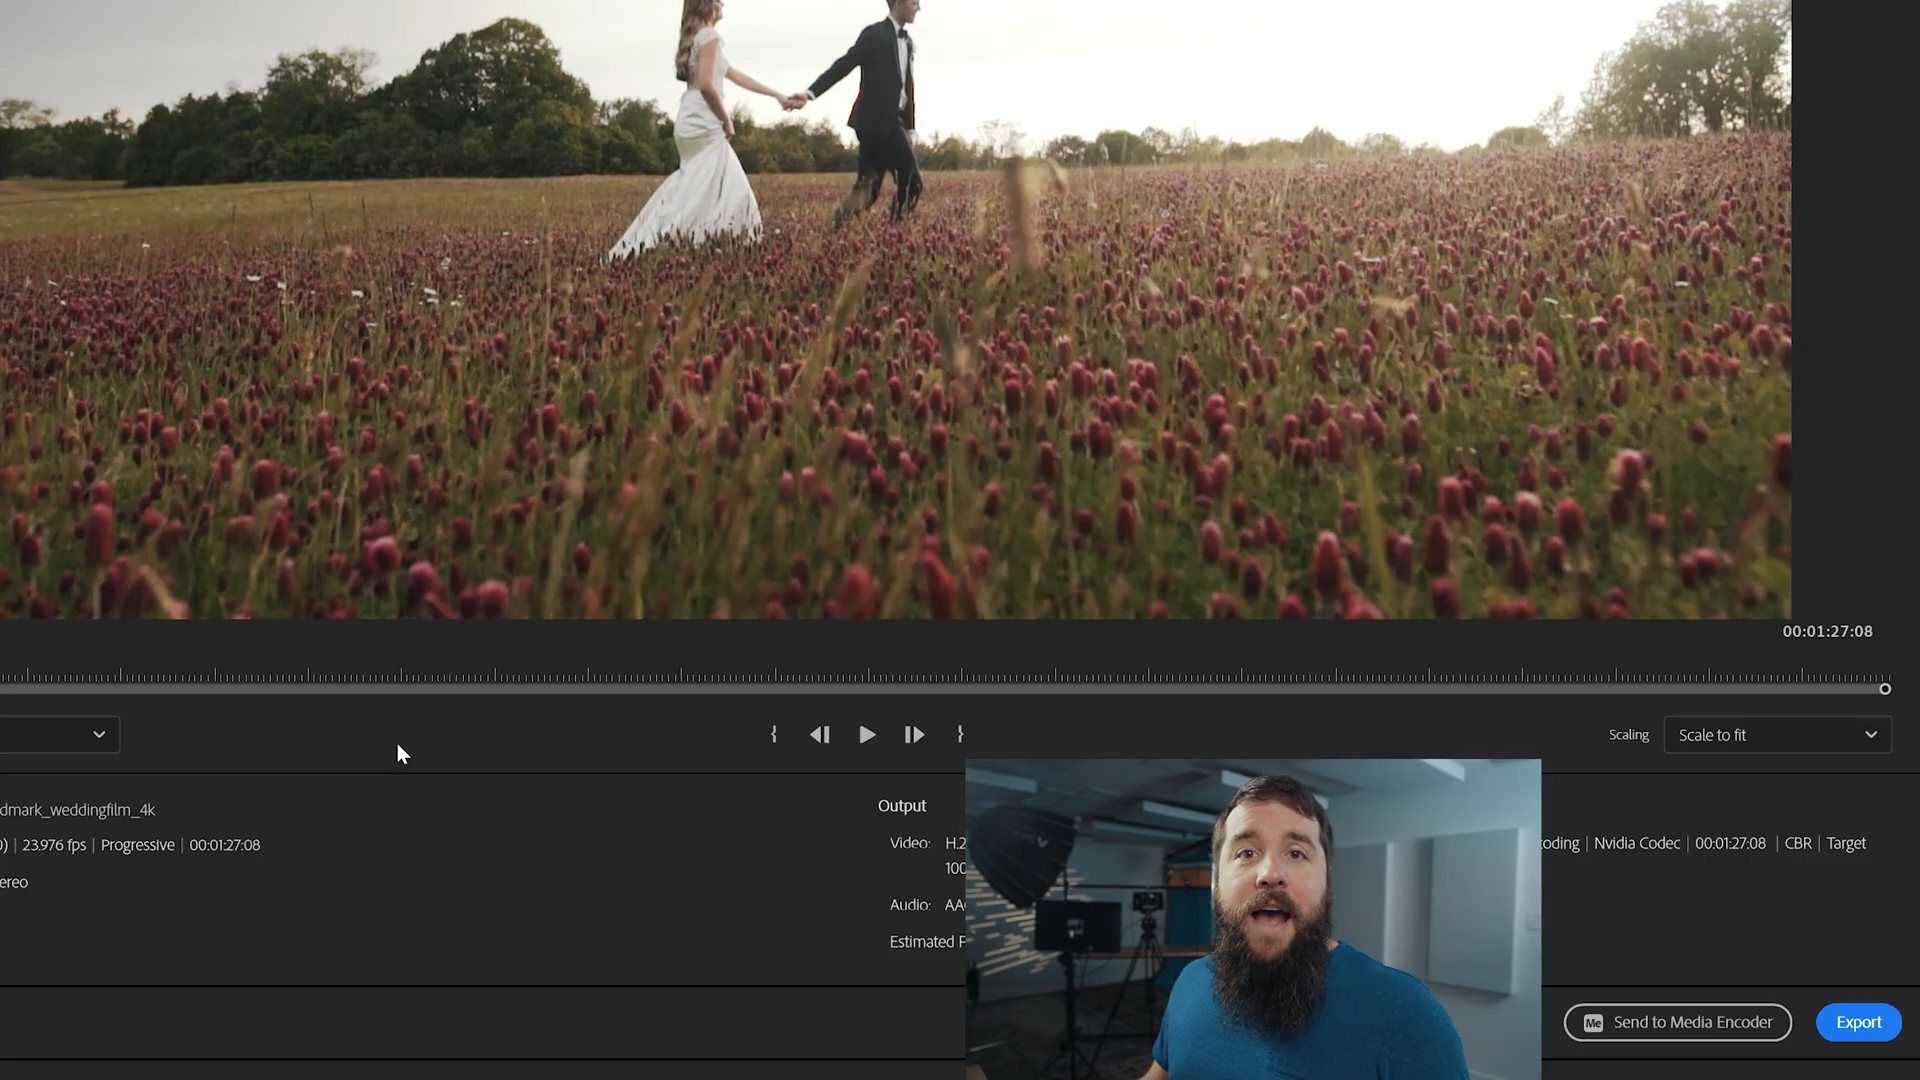 00:01:27:08
Scaling
Scale to fit
dmark_weddingfilm_4k
0) | 23.976 fps | Progressive | 00:01:27:08
ereo
Output
Video: H.2
oding | Nvidia Codec | 00:01:27:08 | CBR | Target
100
Audio: AA
Estimated F
Me Send to Media Encoder
Export